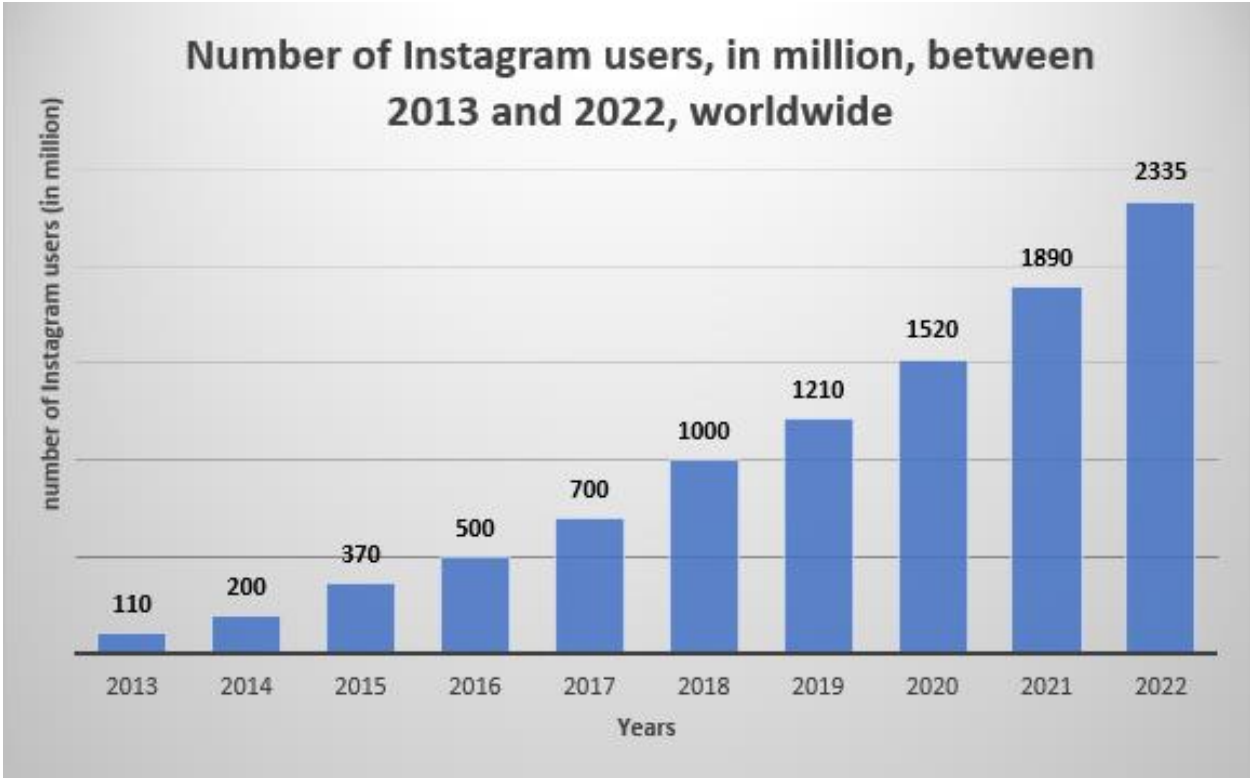 Number of Instagram users, in million, between
2013 and 2022, worldwide
number of Instagram users (in million)
110
200
370
500
700
1000
1210
1520
1890
2335
2013 2014 2015 2016 2017 2018 2019 2020 2021 2022
Years